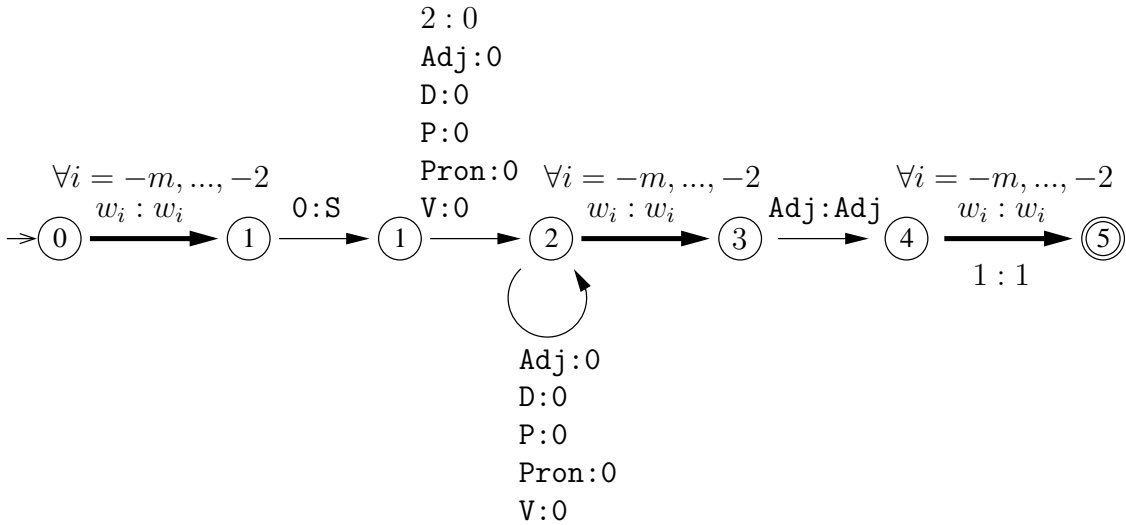 2 : 0
Adj:0
D:0
P:0
Pron:0
V:0
∀i = −m, ..., −2
w_i : w_i
0:S
∀i = −m, ..., −2
w_i : w_i
Adj:Adj
∀i = −m, ..., −2
w_i : w_i
0 1 1 2 3 4 5
1 : 1
Adj:0
D:0
P:0
Pron:0
V:0